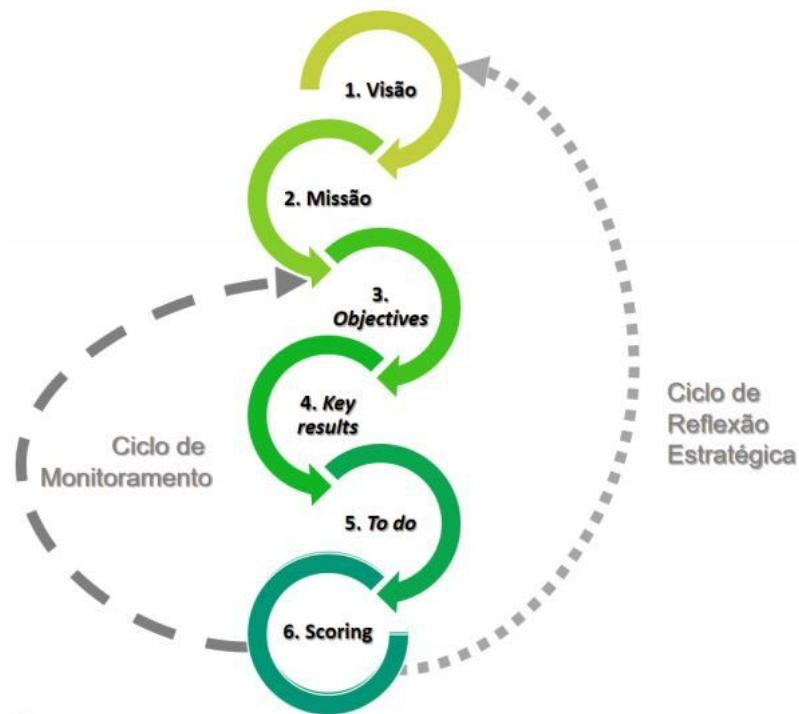 1. Visão
2. Missão
3.
Objectives
4. Key
results
Ciclo de
Monitoramento
Ciclo de
Reflexão
Estratégica
5. To do
6. Scoring